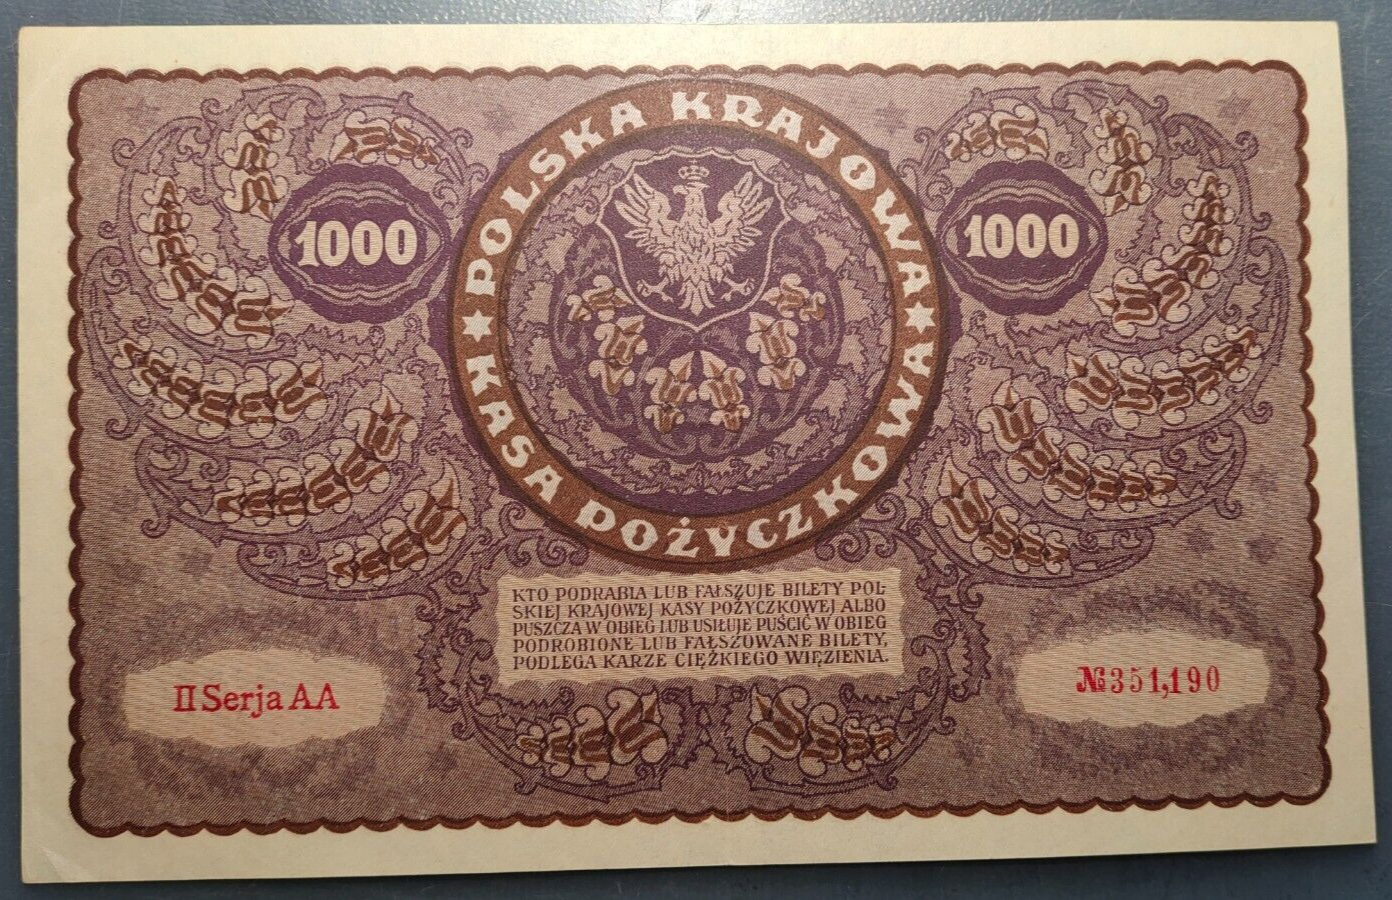 POLSKA KRAJOWA
KASA POŻYCZKOWA
1000
1000
KTO PODRABIA LUB FAŁSZUJE BILETY POL-
SKIEJ KRAJOWEJ KASY POŻYCZKOWEJ ALBO
PUSZCZA W OBIEG LUB USIŁUJE PUŚCIĆ W OBIEG
PODROBIONE LUB FAŁSZOWANE BILETY,
PODLEGA KARZE CIĘŻKIEGO WIĘZIENIA.
II Serja AA
№351,190